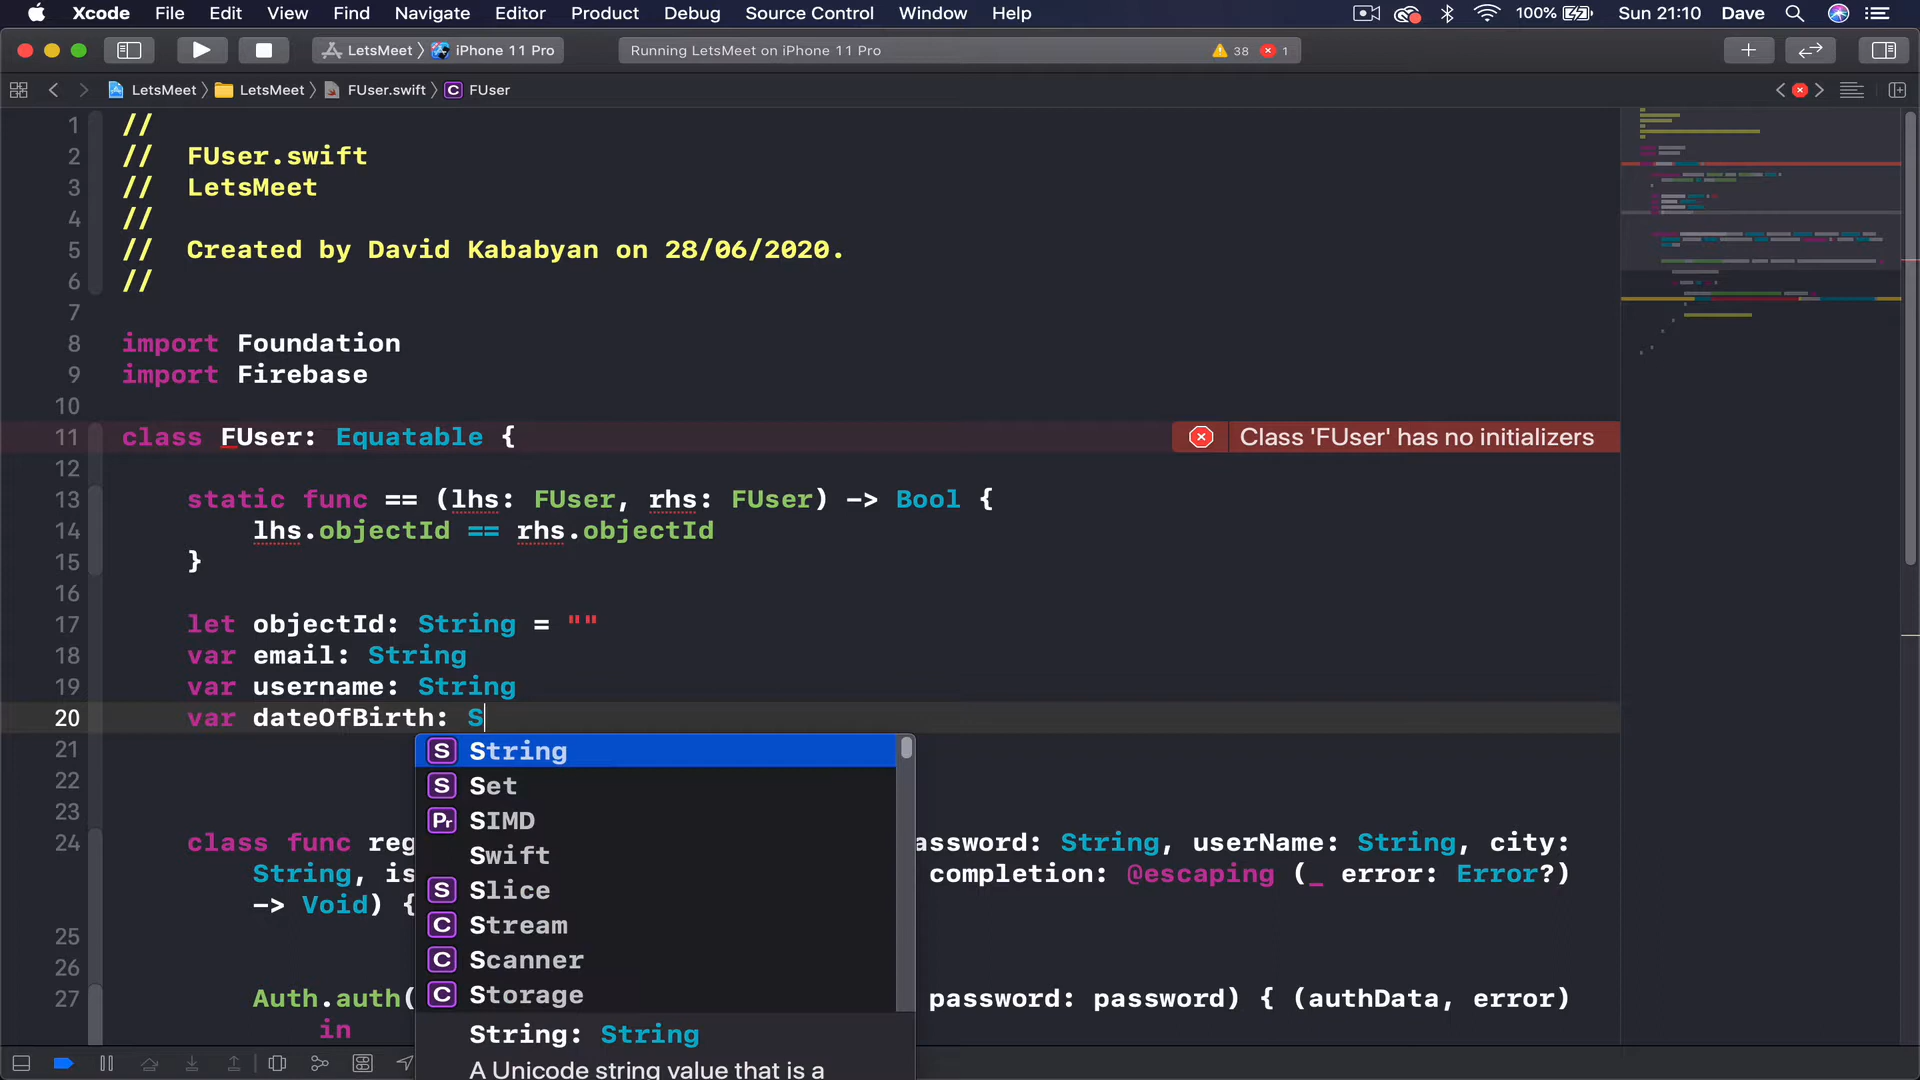 Xcode File Edit View Find Navigate Editor Product Debug Source Control Window Help 100% Sun 21:10 Dave
LetsMeet iPhone 11 Pro Running LetsMeet on iPhone 11 Pro 38 1
LetsMeet LetsMeet FUser.swift C FUser
1 //
2 // FUser.swift
3 // LetsMeet
4 //
5 // Created by David Kababyan on 28/06/2020.
6 //
7
8 import Foundation
9 import Firebase
10
11 class FUser: Equatable { Class 'FUser' has no initializers
12
13 static func == (lhs: FUser, rhs: FUser) -> Bool {
14 lhs.objectId == rhs.objectId
15 }
16
17 let objectId: String = ""
18 var email: String
19 var username: String
20 var dateOfBirth: S
21
S String
22
S Set
23
Pr SIMD
24 class func reg assword: String, userName: String, city:
Swift
String, is completion: @escaping (_ error: Error?)
S Slice
-> Void) {
C Stream
25
C Scanner
26
27 Auth.auth( password: password) { (authData, error)
C Storage
in
String: String
A Unicode string value that is a